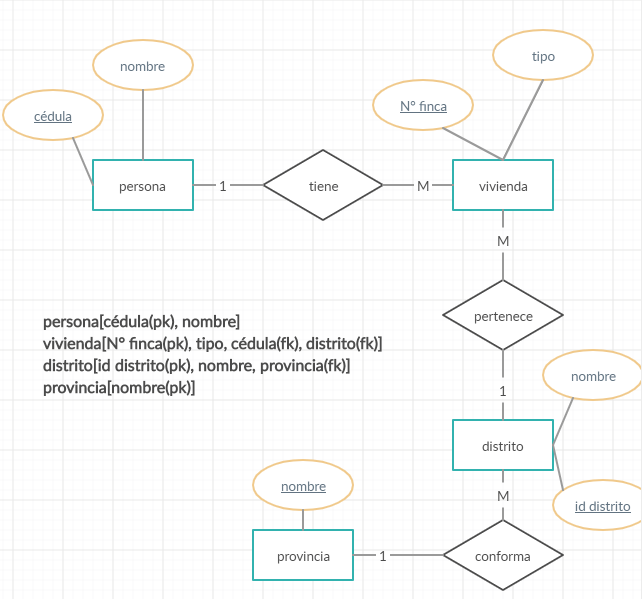 nombre
tipo
cédula
Nº finca
persona
1
tiene
M
vivienda
M
pertenece
persona[cédula(pk), nombre]
vivienda[Nº finca(pk), tipo, cédula(fk), distrito(fk)]
distrito[id distrito(pk), nombre, provincia(fk)]
provincia[nombre(pk)]
nombre
1
distrito
nombre
M
id distrito
provincia
1
conforma